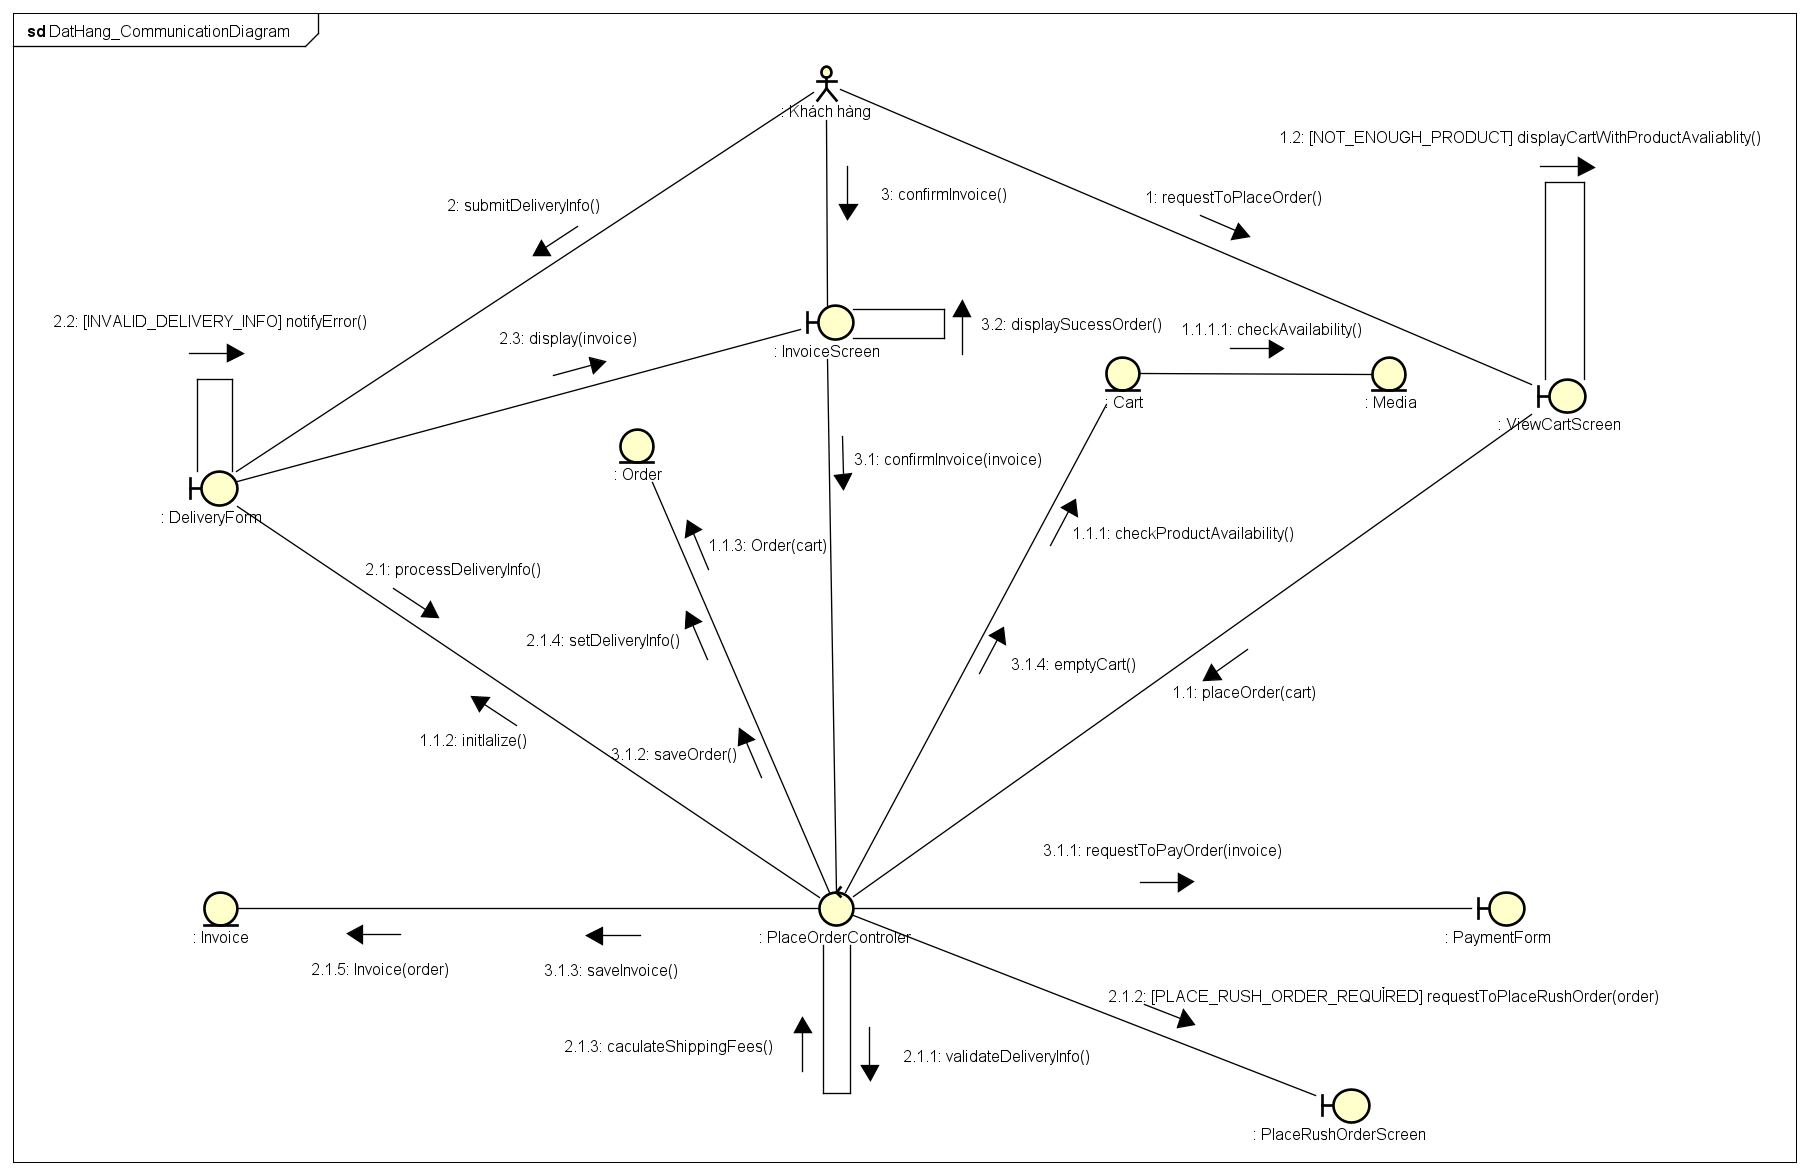 sd DatHang_CommunicationDiagram
: Khách hàng
1.2: [NOT_ENOUGH_PRODUCT] displayCartWithProductAvaliablity()
3: confirmInvoice()
1: requestToPlaceOrder()
2: submitDeliveryInfo()
2.2: [INVALID_DELIVERY_INFO] notifyError()
2.3: display(invoice)
3.2: displaySucessOrder()
1.1.1.1: checkAvailability()
: InvoiceScreen
: Cart
: Media
: ViewCartScreen
: Order
3.1: confirmInvoice(invoice)
: DeliveryForm
1.1.3: Order(cart)
1.1.1: checkProductAvailability()
2.1: processDeliveryInfo()
2.1.4: setDeliveryInfo()
3.1.4: emptyCart()
1.1: placeOrder(cart)
1.1.2: initlalize()
3.1.2: saveOrder()
3.1.1: requestToPayOrder(invoice)
: Invoice
: PlaceOrderControler
: PaymentForm
2.1.5: Invoice(order)
3.1.3: saveInvoice()
2.1.2: [PLACE_RUSH_ORDER_REQUIRED] requestToPlaceRushOrder(order)
2.1.3: caculateShippingFees()
2.1.1: validateDeliveryInfo()
: PlaceRushOrderScreen